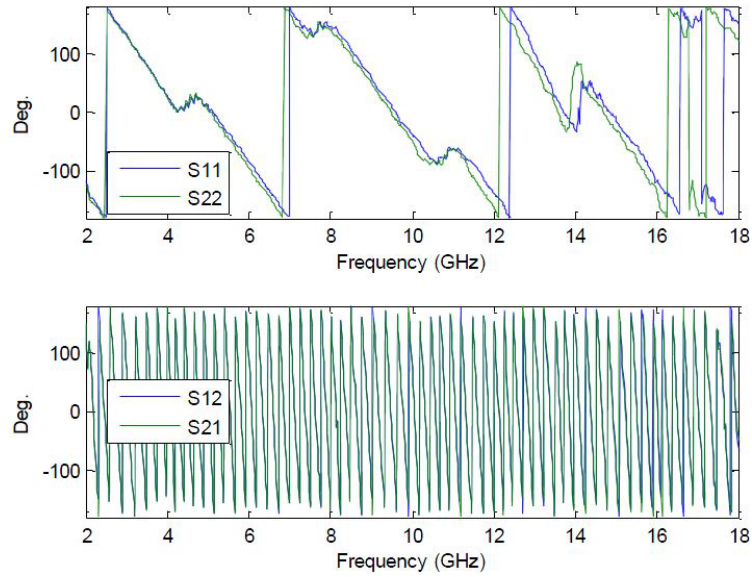 100
0
-100
Deg.
S11
S22
2 4 6 8 10 12 14 16 18
Frequency (GHz)
100
0
-100
Deg.
S12
S21
2 4 6 8 10 12 14 16 18
Frequency (GHz)